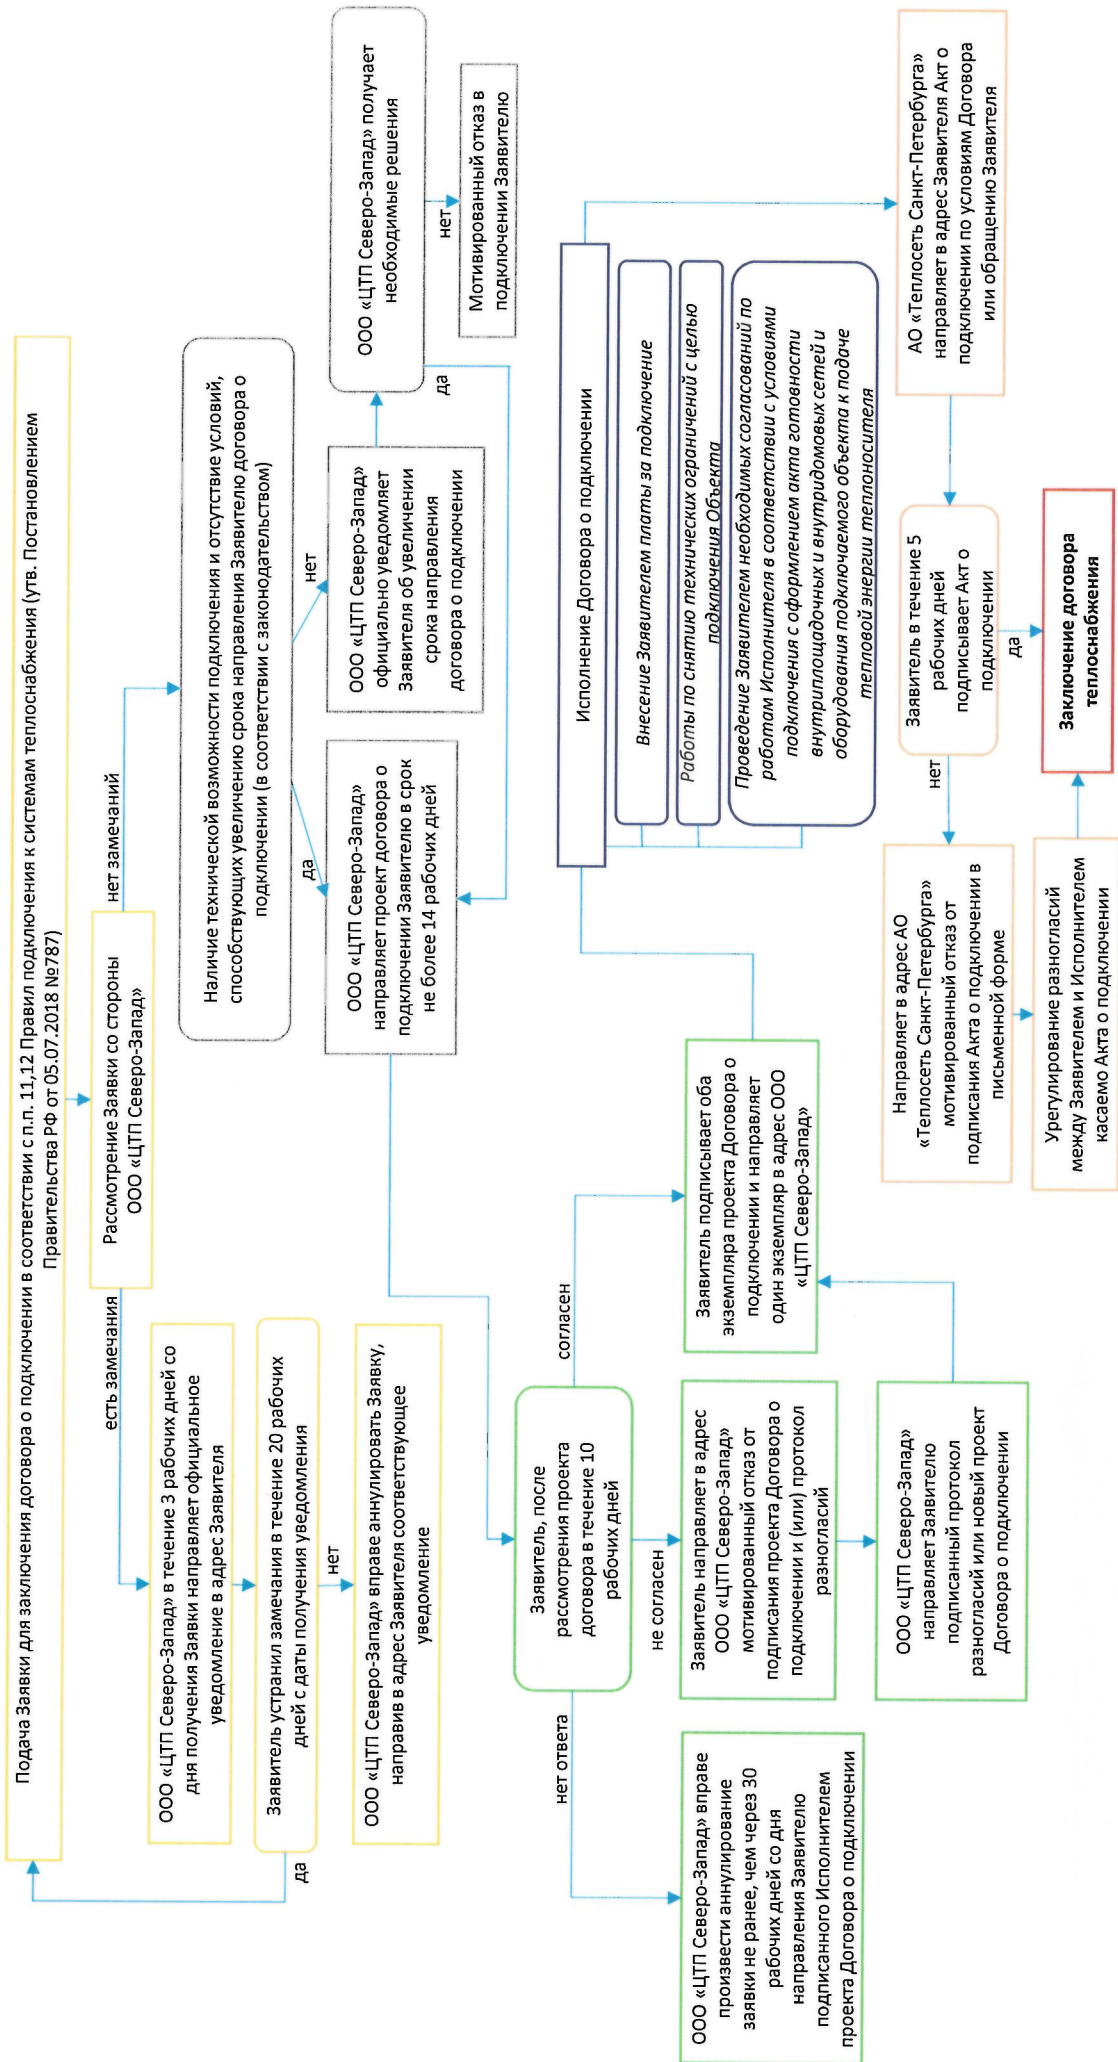 Подача Заявки для заключения договора о подключении в соответствии с п.п. 11,12 Правил подключения к системам теплоснабжения (утв. Постановлением
Правительства РФ от 05.07.2018 №787)
Рассмотрение Заявки со стороны
ООО «ЦТП Северо-Запад»
есть замечания
нет замечаний
ООО «ЦТП Северо-Запад» в течение 3 рабочих дней со
дня получения Заявки направляет официальное
уведомление в адрес Заявителя
Заявитель устранил замечания в течение 20 рабочих
дней с даты получения уведомления
да
нет
ООО «ЦТП Северо-Запад» вправе аннулировать Заявку,
направив в адрес Заявителя соответствующее
уведомление
Наличие технической возможности подключения и отсутствие условий,
способствующих увеличению срока направления Заявителю договора о
подключении (в соответствии с законодательством)
да
нет
ООО «ЦТП Северо-Запад»
направляет проект договора о
подключении Заявителю в срок
не более 14 рабочих дней
ООО «ЦТП Северо-Запад»
официально уведомляет
Заявителя об увеличении
срока направления
договора о подключении
ООО «ЦТП Северо-Запад» получает
необходимые решения
да
нет
Мотивированный отказ в
подключении Заявителю
Заявитель, после
рассмотрения проекта
договора в течение 10
рабочих дней
нет ответа
не согласен
согласен
ООО «ЦТП Северо-Запад» вправе
произвести аннулирование
заявки не ранее, чем через 30
рабочих дней со дня
направления Заявителю
подписанного Исполнителем
проекта Договора о подключении
Заявитель направляет в адрес
ООО «ЦТП Северо-Запад»
мотивированный отказ от
подписания проекта Договора о
подключении и (или) протокол
разногласий
Заявитель подписывает оба
экземпляра проекта Договора о
подключении и направляет
один экземпляр в адрес ООО
«ЦТП Северо-Запад»
ООО «ЦТП Северо-Запад»
направляет Заявителю
подписанный протокол
разногласий или новый проект
Договора о подключении
Исполнение Договора о подключении
Внесение Заявителем платы за подключение
Работы по снятию технических ограничений с целью
подключения Объекта
Проведение Заявителем необходимых согласований по
работам Исполнителя в соответствии с условиями
подключения с оформлением акта готовности
внутриплощадочных и внутридомовых сетей и
оборудования подключаемого объекта к подаче
тепловой энергии теплоносителя
АО «Теплосеть Санкт-Петербурга»
направляет в адрес Заявителя Акт о
подключении по условиям Договора
или обращению Заявителя
Заявитель в течение 5
рабочих дней
подписывает Акт о
подключении
нет
да
Направляет в адрес АО
«Теплосеть Санкт-Петербурга»
мотивированный отказ от
подписания Акта о подключении в
письменной форме
Урегулирование разногласий
между Заявителем и Исполнителем
касаемо Акта о подключении
Заключение договора
теплоснабжения